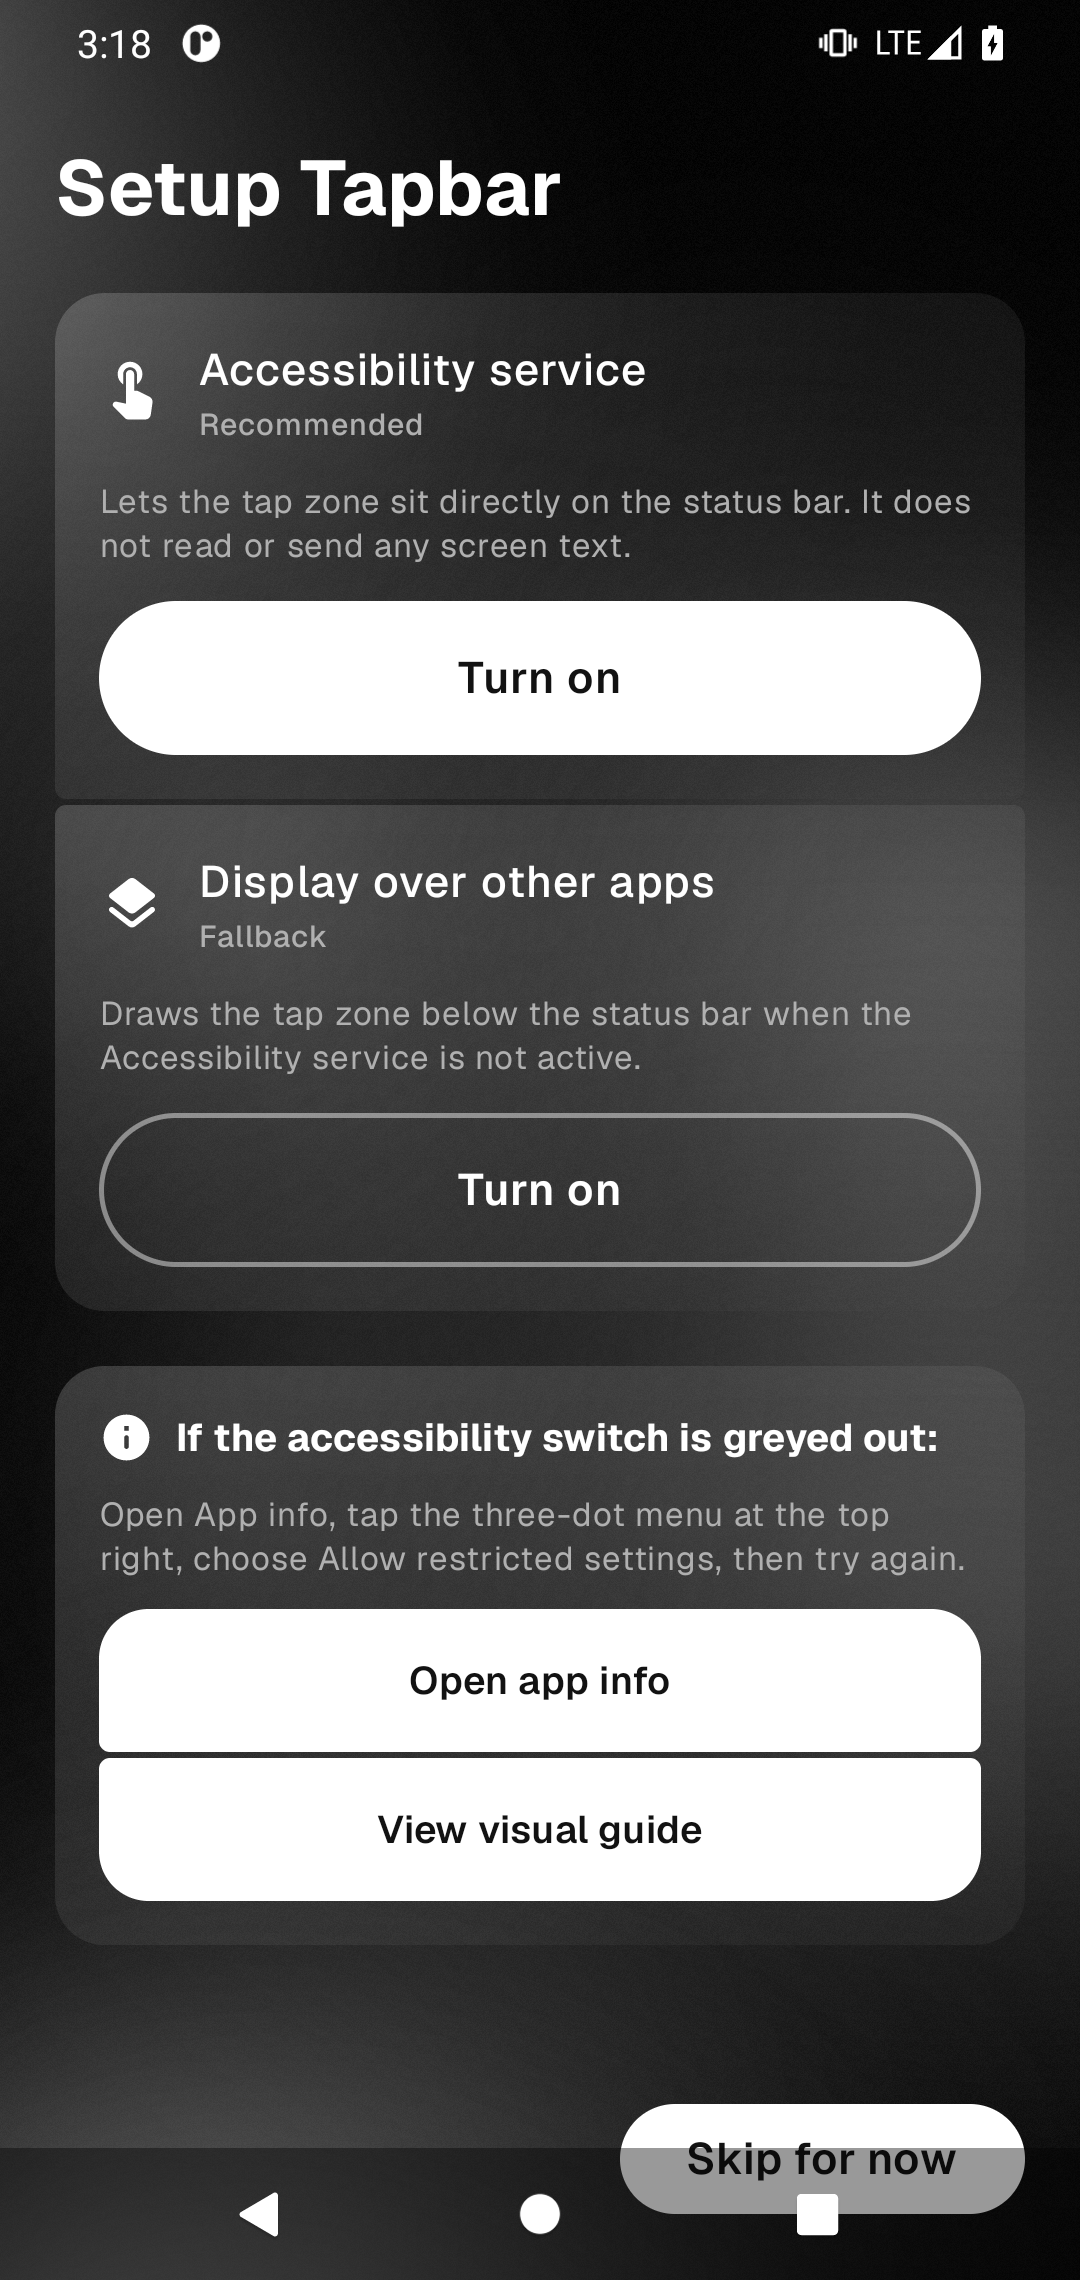 3:18
LTE
Setup Tapbar
Accessibility service
Recommended
Lets the tap zone sit directly on the status bar. It does
not read or send any screen text.
Turn on
Display over other apps
Fallback
Draws the tap zone below the status bar when the
Accessibility service is not active.
Turn on
If the accessibility switch is greyed out:
Open App info, tap the three-dot menu at the top
right, choose Allow restricted settings, then try again.
Open app info
View visual guide
Skip for now